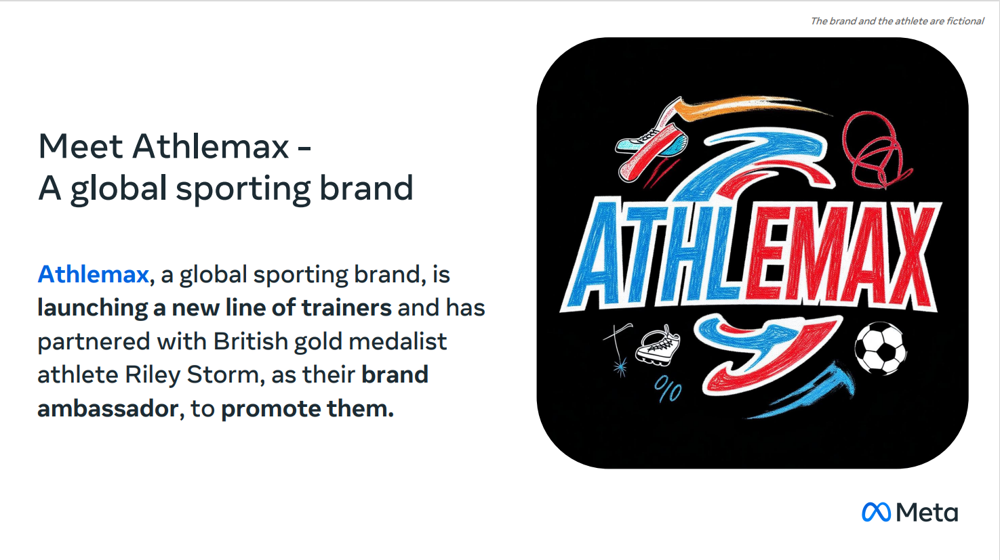 The brand and the athlete are fictional
Meet Athlemax -
A global sporting brand
Athlemax, a global sporting brand, is
launching a new line of trainers and has
partnered with British gold medalist
athlete Riley Storm, as their brand
ambassador, to promote them.
ATHLEMAX
Meta